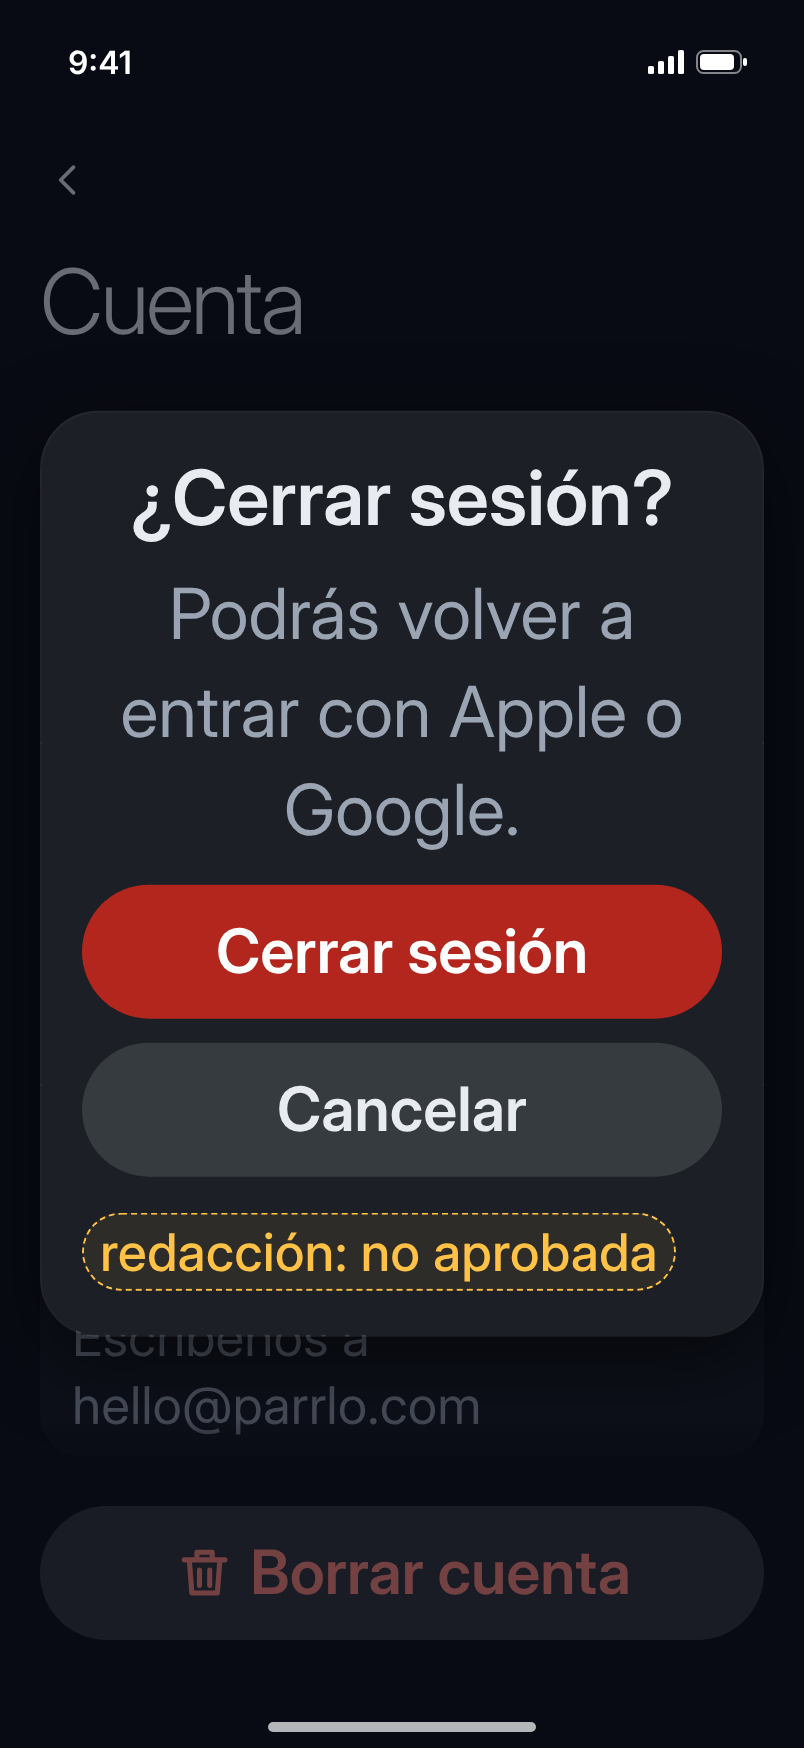 9:41
Cuenta
¿Cerrar sesión?
Podrás volver a
entrar con Apple o
Google.
Cerrar sesión
Cancelar
redacción: no aprobada
Escríbenos a
hello@parrlo.com
Borrar cuenta